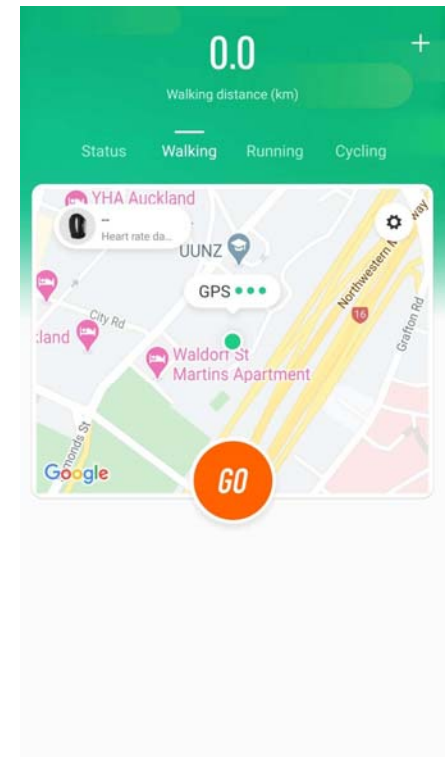 0.0
+
Walking distance (km)
Status Walking Running Cycling
YHA Auckland
--
Heart rate da...
UUNZ
Northwestern
way
GPS
16
City Rd
Grafton Rd
land
Waldorf St
Martins Apartment
monds St
Google
GO